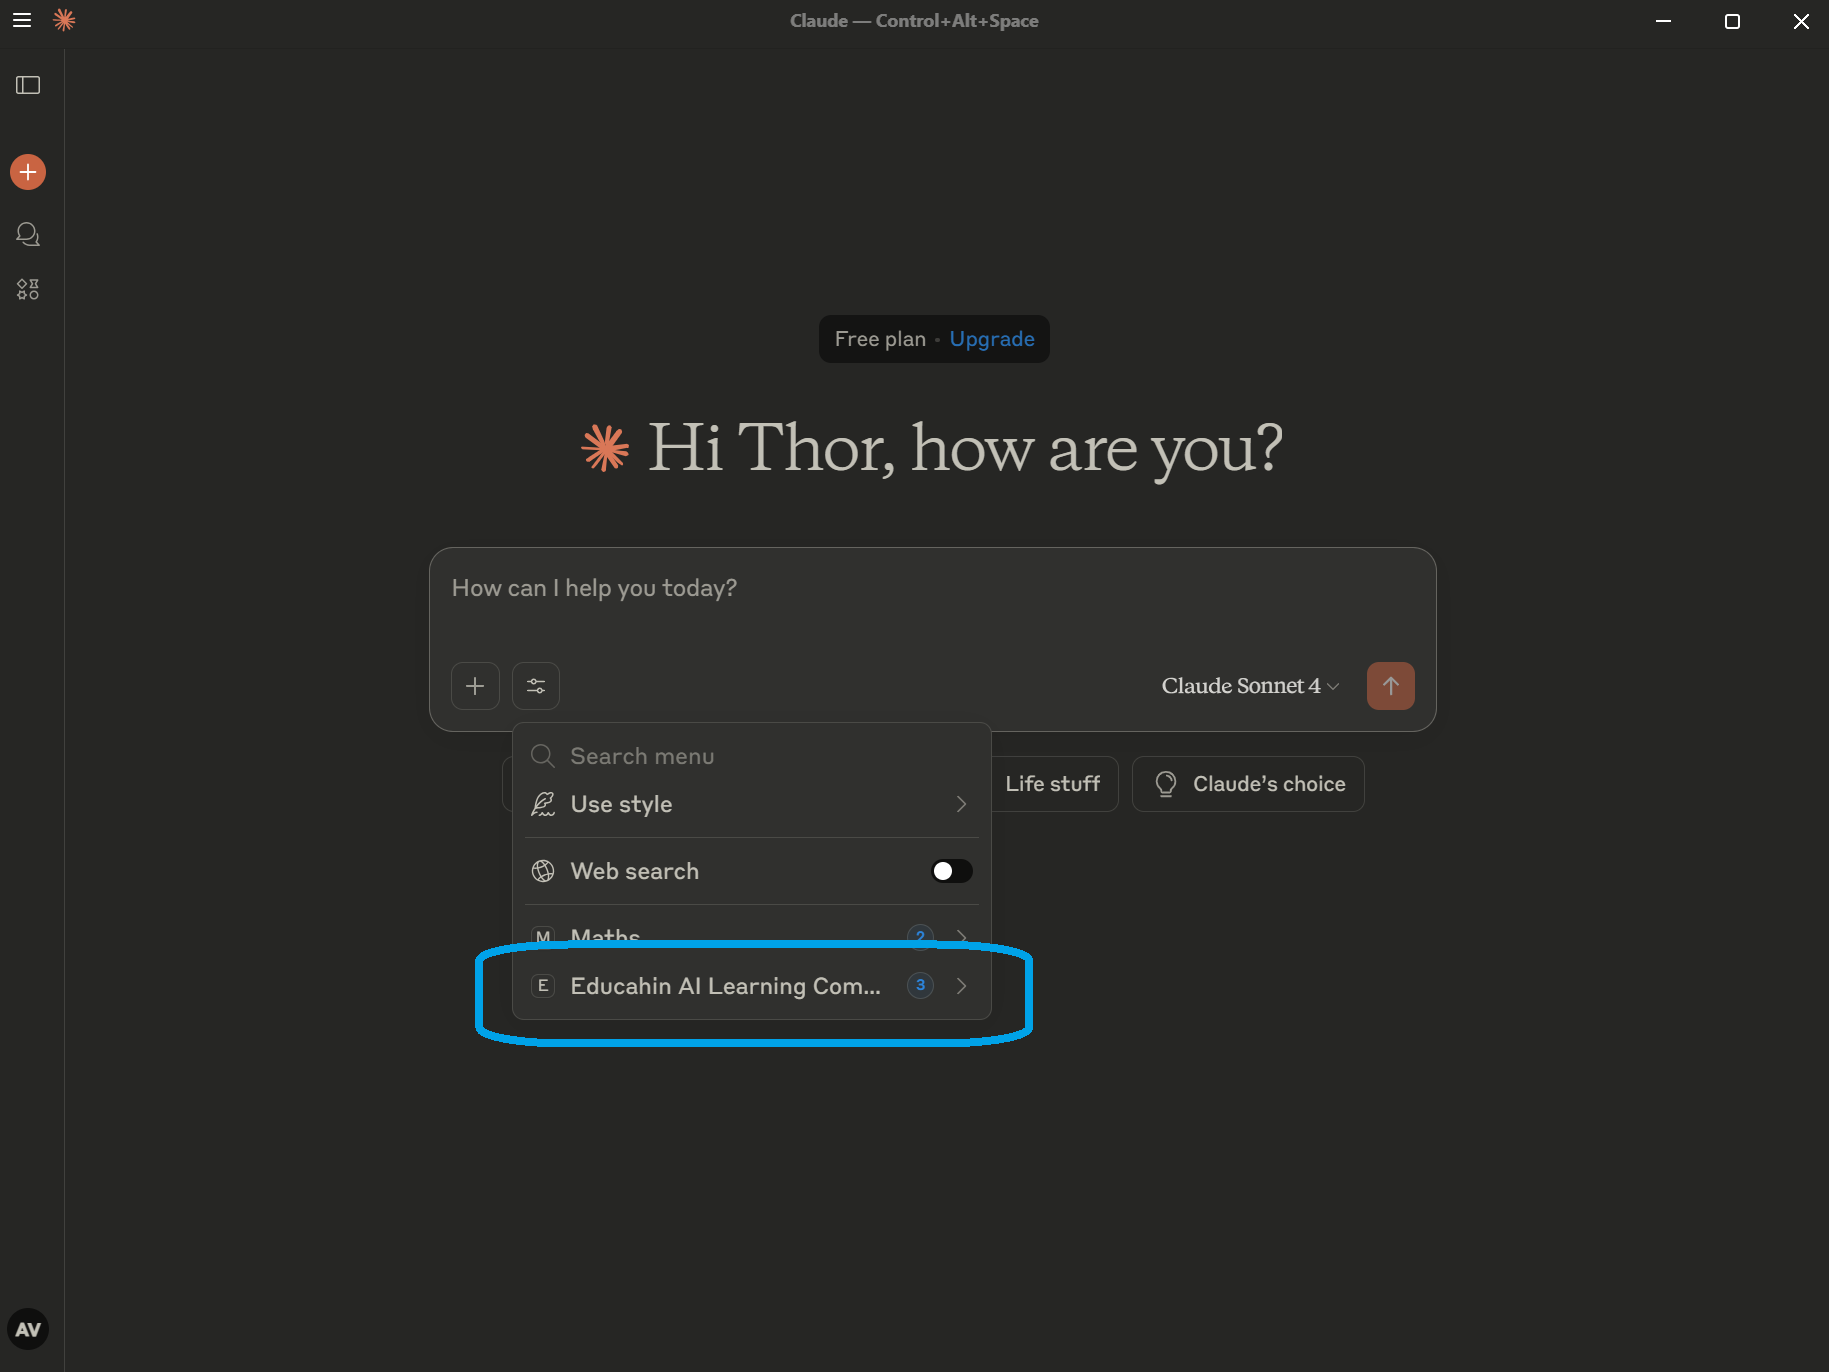 Claude — Control+Alt+Space
Free plan • Upgrade
Hi Thor, how are you?
How can I help you today?
Claude Sonnet 4
Search menu
Life stuff
Claude’s choice
Use style
Web search
M Maths 2
E Educahin AI Learning Com... 3
AV